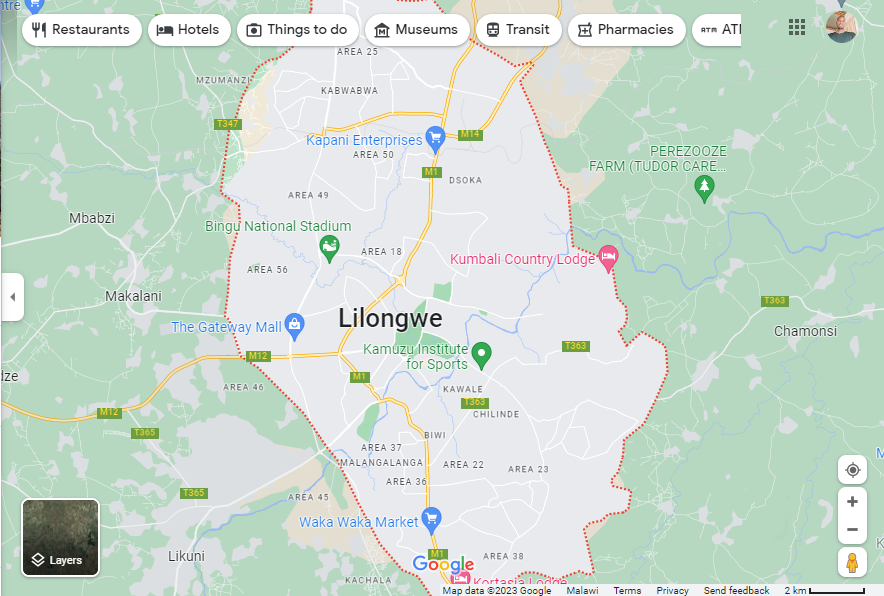 Restaurants
Hotels
Things to do
Museums
Transit
Pharmacies
ATM
AREA 25
MZUMANZI
KABWABWA
T347
Kapani Enterprises
M14
AREA 50
PEREZOOZE
FARM (TUDOR CARE...
M1
DSOKA
AREA 49
Mbabzi
Bingu National Stadium
AREA 18
Kumbali Country Lodge
AREA 56
Makalani
T363
Lilongwe
The Gateway Mall
Chamonsi
Kamuzu Institute
for Sports
T363
M12
M1
dze
AREA 46
KAWALE
T363
M12
CHILINDE
T365
BIWI
AREA 37
MALANGALANGA
AREA 22
AREA 23
AREA 36
T365
AREA 45
Waka Waka Market
Layers
Likuni
M1
AREA 38
Google
KACHALA
Kortasia Lodge
Map data ©2023 Google
Malawi
Terms
Privacy
Send feedback
2 km